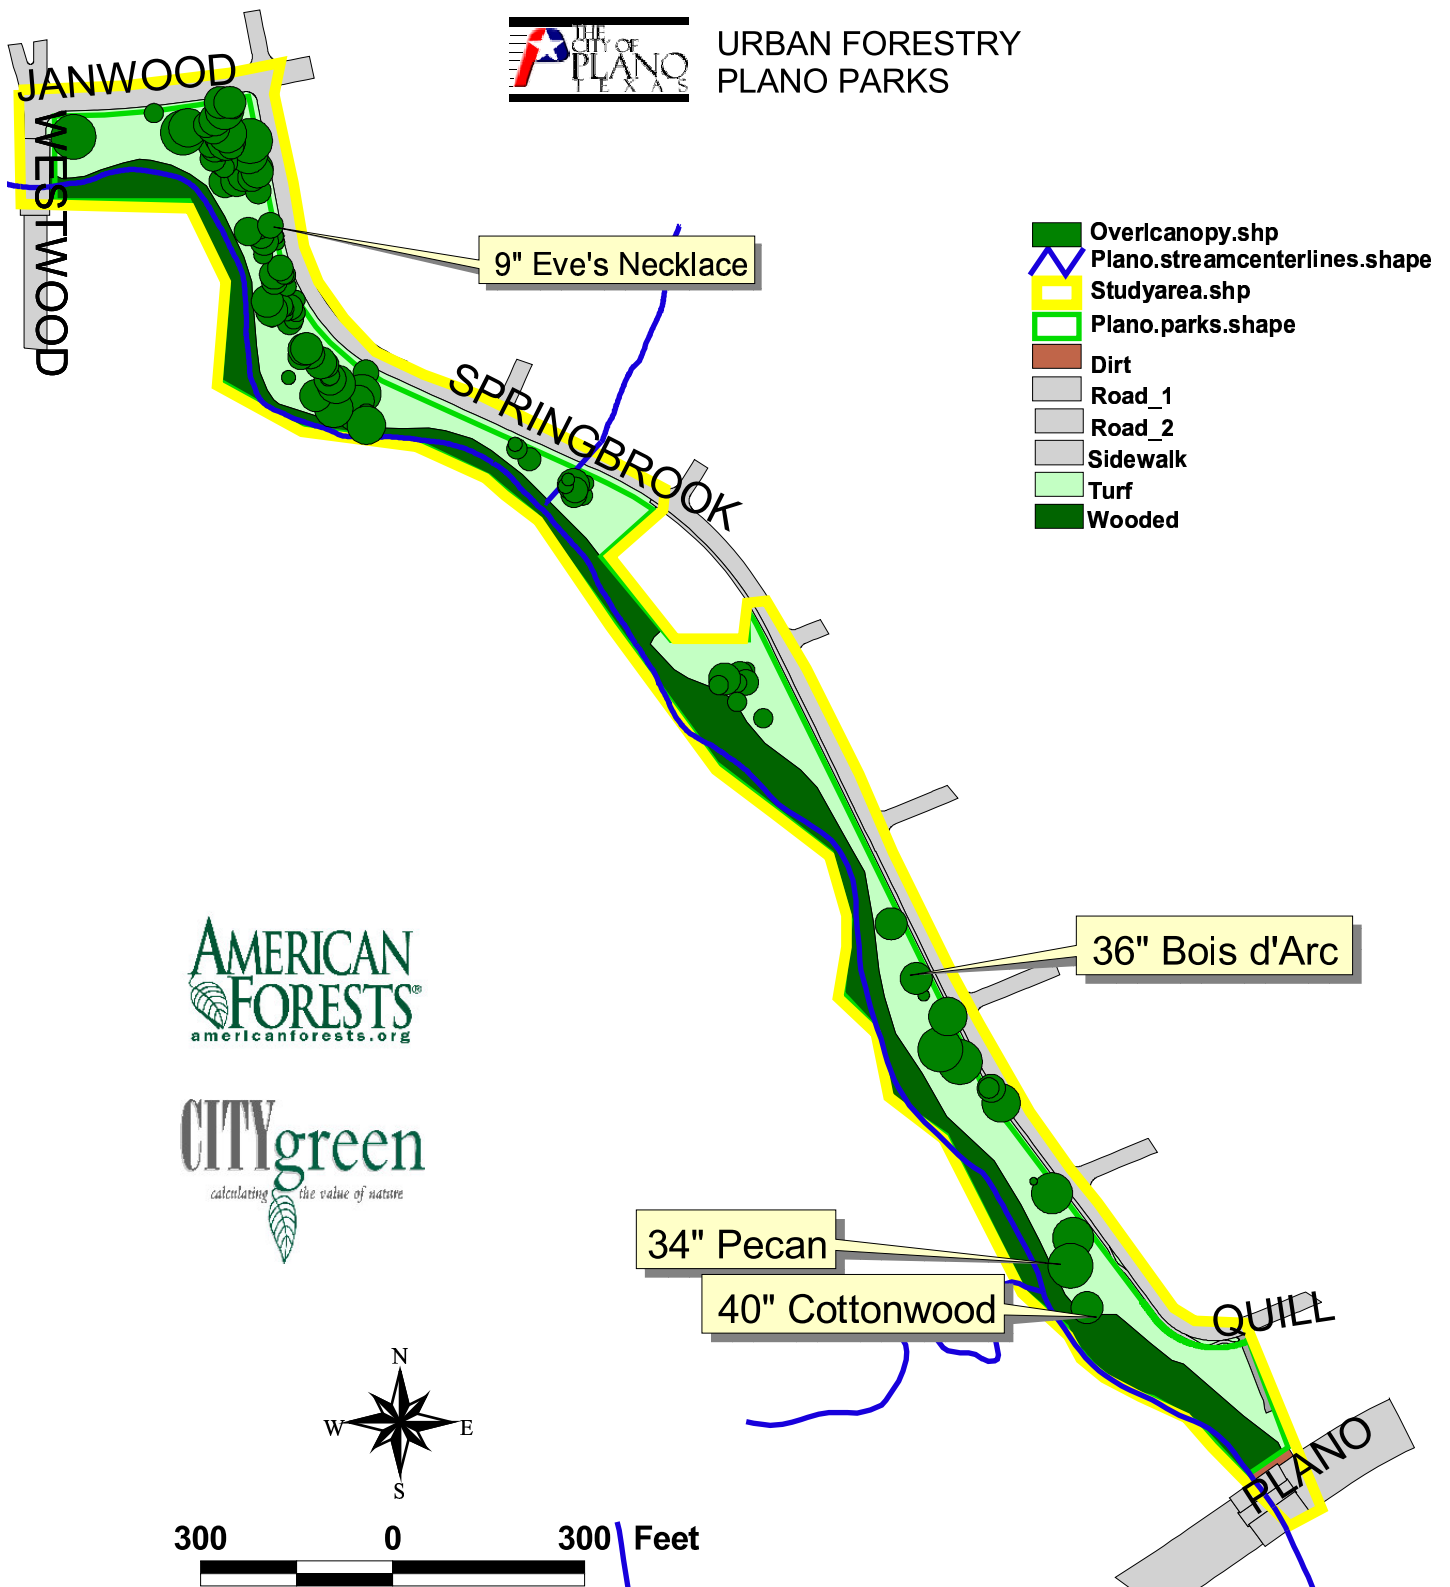 THE
CITY OF
PLANO
TEXAS
URBAN FORESTRY
PLANO PARKS
JANWOOD
WESTWOOD
9" Eve's Necklace
SPRINGBROOK
Overlcanopy.shp
Plano.streamcenterlines.shape
Studyarea.shp
Plano.parks.shape
Dirt
Road_1
Road_2
Sidewalk
Turf
Wooded
36" Bois d'Arc
AMERICAN
FORESTS®
americanforests.org
CITYgreen
calculating the value of nature
34" Pecan
40" Cottonwood
QUILL
PLANO
N
W E
S
300 0 300 Feet